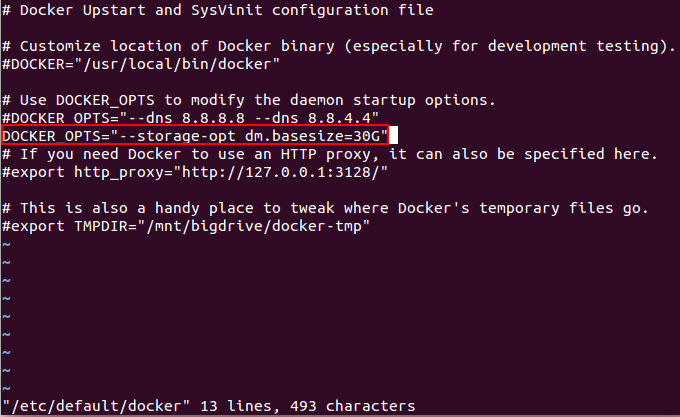 # Docker Upstart and SysVinit configuration file
# Customize location of Docker binary (especially for development testing).
#DOCKER="/usr/local/bin/docker"
# Use DOCKER_OPTS to modify the daemon startup options.
#DOCKER_OPTS="--dns 8.8.8.8 --dns 8.8.4.4"
DOCKER_OPTS="--storage-opt dm.basesize=30G"
# If you need Docker to use an HTTP proxy, it can also be specified here.
#export http_proxy="http://127.0.0.1:3128/"
# This is also a handy place to tweak where Docker's temporary files go.
#export TMPDIR="/mnt/bigdrive/docker-tmp"
~
~
~
~
~
~
~
~
~
"/etc/default/docker" 13 lines, 493 characters